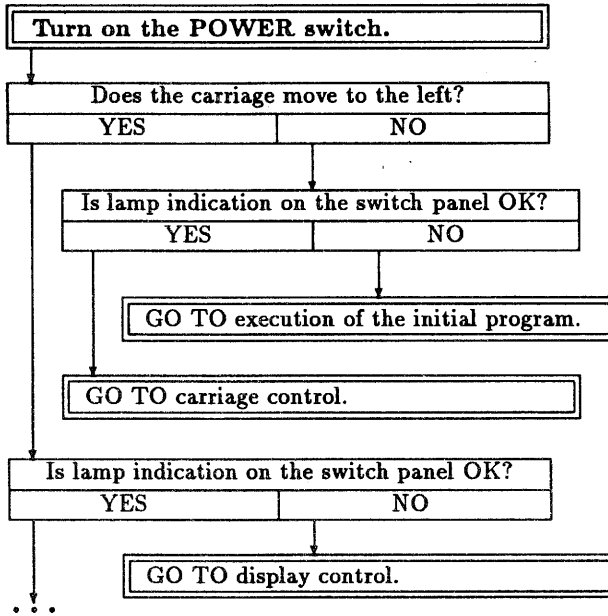 Turn on the POWER switch.
Does the carriage move to the left?
YES NO
Is lamp indication on the switch panel OK?
YES NO
GO TO execution of the initial program.
GO TO carriage control.
Is lamp indication on the switch panel OK?
YES NO
GO TO display control.
...